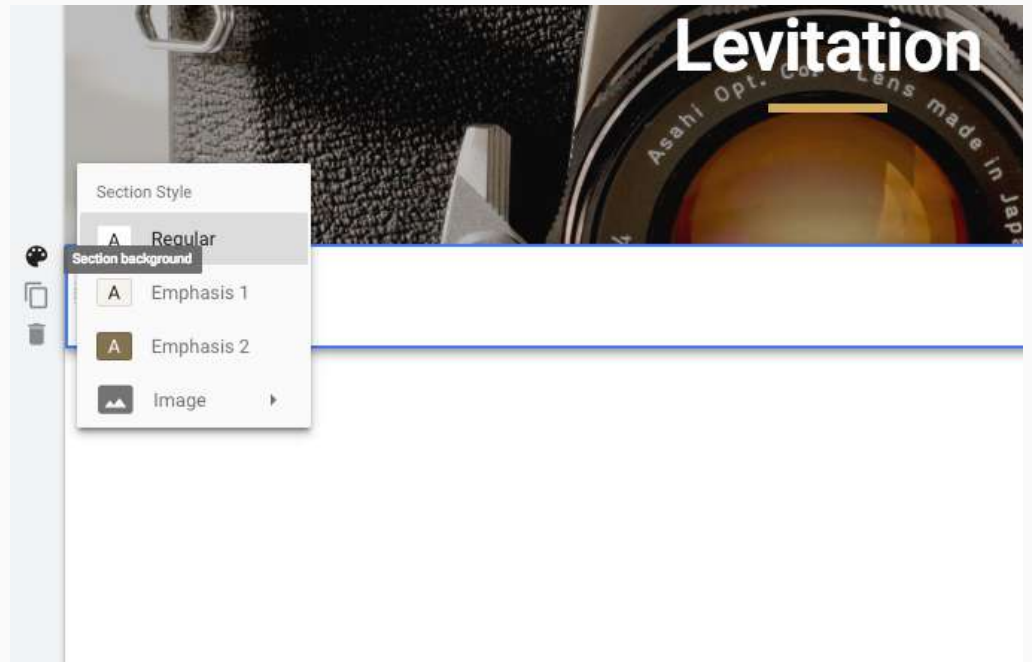 Levitation
Asahi Opt. Co. Lens made in Japa
Section Style
A Regular
Section background
A Emphasis 1
A Emphasis 2
Image